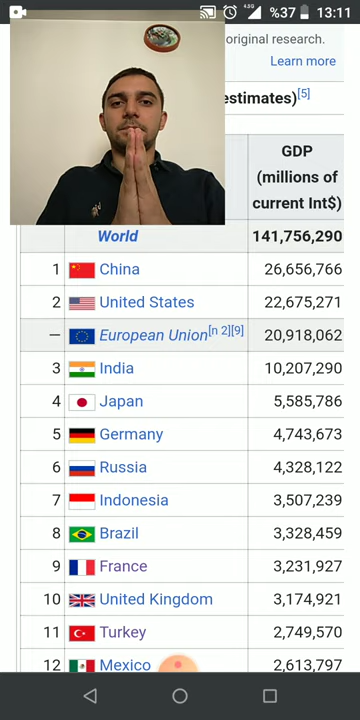 4.5G %37 13:11
original research.
Learn more
estimates)[5]
GDP
(millions of
current Int$)
World 141,756,290
1 China 26,656,766
2 United States 22,675,271
— European Union[n 2][9] 20,918,062
3 India 10,207,290
4 Japan 5,585,786
5 Germany 4,743,673
6 Russia 4,328,122
7 Indonesia 3,507,239
8 Brazil 3,328,459
9 France 3,231,927
10 United Kingdom 3,174,921
11 Turkey 2,749,570
12 Mexico 2,613,797